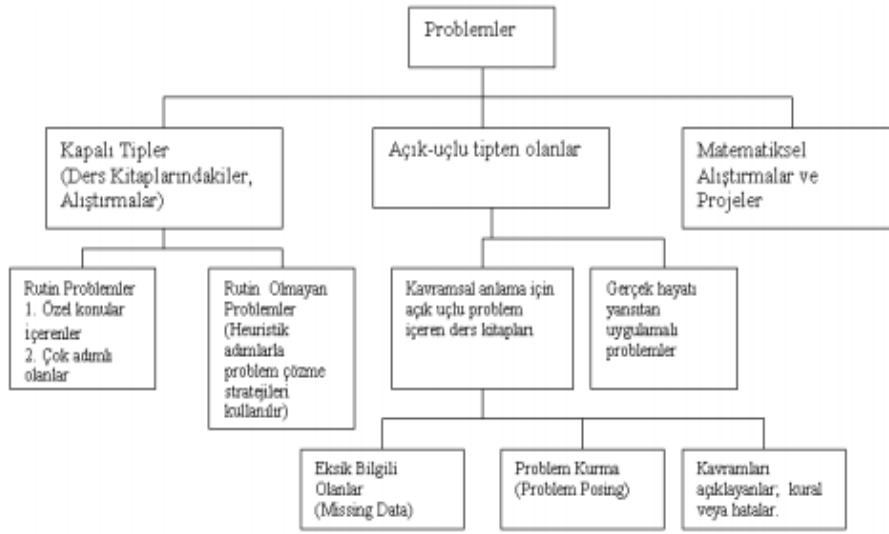 Problemler
Kapalı Tipler
(Ders Kitaplarındakiler,
Alıştırmalar)
Açık-uçlu tipten olanlar
Matematiksel
Alıştırmalar ve
Projeler
Rutin Problemler
1. Özel konular
içerenler
2. Çok adımlı
olanlar
Rutin Olmayan
Problemler
(Heuristik
adımlarla
problem çözme
stratejileri
kullanılır)
Kavramsal anlama için
açık uçlu problem
içeren ders kitapları
Gerçek hayatı
yansıtan
uygulamalı
problemler
Eksik Bilgili
Olanlar
(Missing Data)
Problem Kurma
(Problem Posing)
Kavramları
açıklayanlar; kural
veya hatalar.